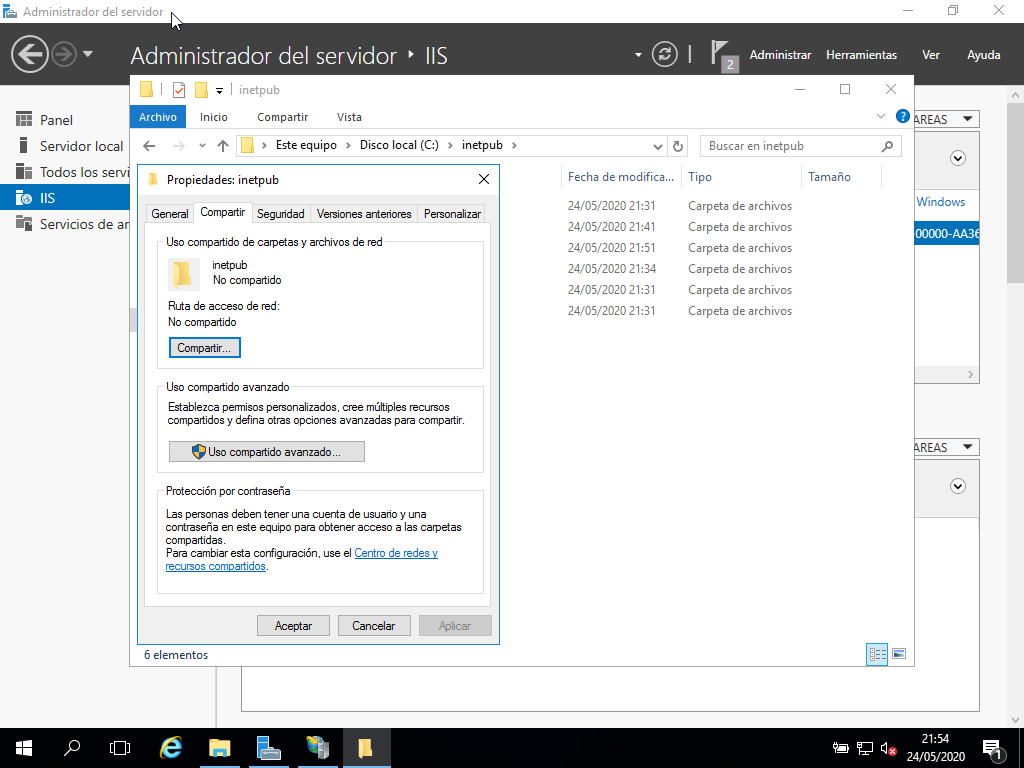 Administrador del servidor
Administrador del servidor ‣ IIS
2
Administrar Herramientas Ver Ayuda
Panel
Servidor local
Todos los servi
IIS
Servicios de ar
inetpub
Archivo Inicio Compartir Vista
Este equipo > Disco local (C:) > inetpub >
Buscar en inetpub
Fecha de modifica... Tipo Tamaño
24/05/2020 21:31 Carpeta de archivos
24/05/2020 21:41 Carpeta de archivos
24/05/2020 21:51 Carpeta de archivos
24/05/2020 21:34 Carpeta de archivos
24/05/2020 21:31 Carpeta de archivos
24/05/2020 21:31 Carpeta de archivos
6 elementos
Propiedades: inetpub
General Compartir Seguridad Versiones anteriores Personalizar
Uso compartido de carpetas y archivos de red
inetpub
No compartido
Ruta de acceso de red:
No compartido
Compartir...
Uso compartido avanzado
Establezca permisos personalizados, cree múltiples recursos
compartidos y defina otras opciones avanzadas para compartir.
Uso compartido avanzado...
Protección por contraseña
Las personas deben tener una cuenta de usuario y una
contraseña en este equipo para obtener acceso a las carpetas
compartidas.
Para cambiar esta configuración, use el Centro de redes y
recursos compartidos.
Aceptar Cancelar Aplicar
AREAS
Windows
-00000-AA36
AREAS
21:54
24/05/2020
1